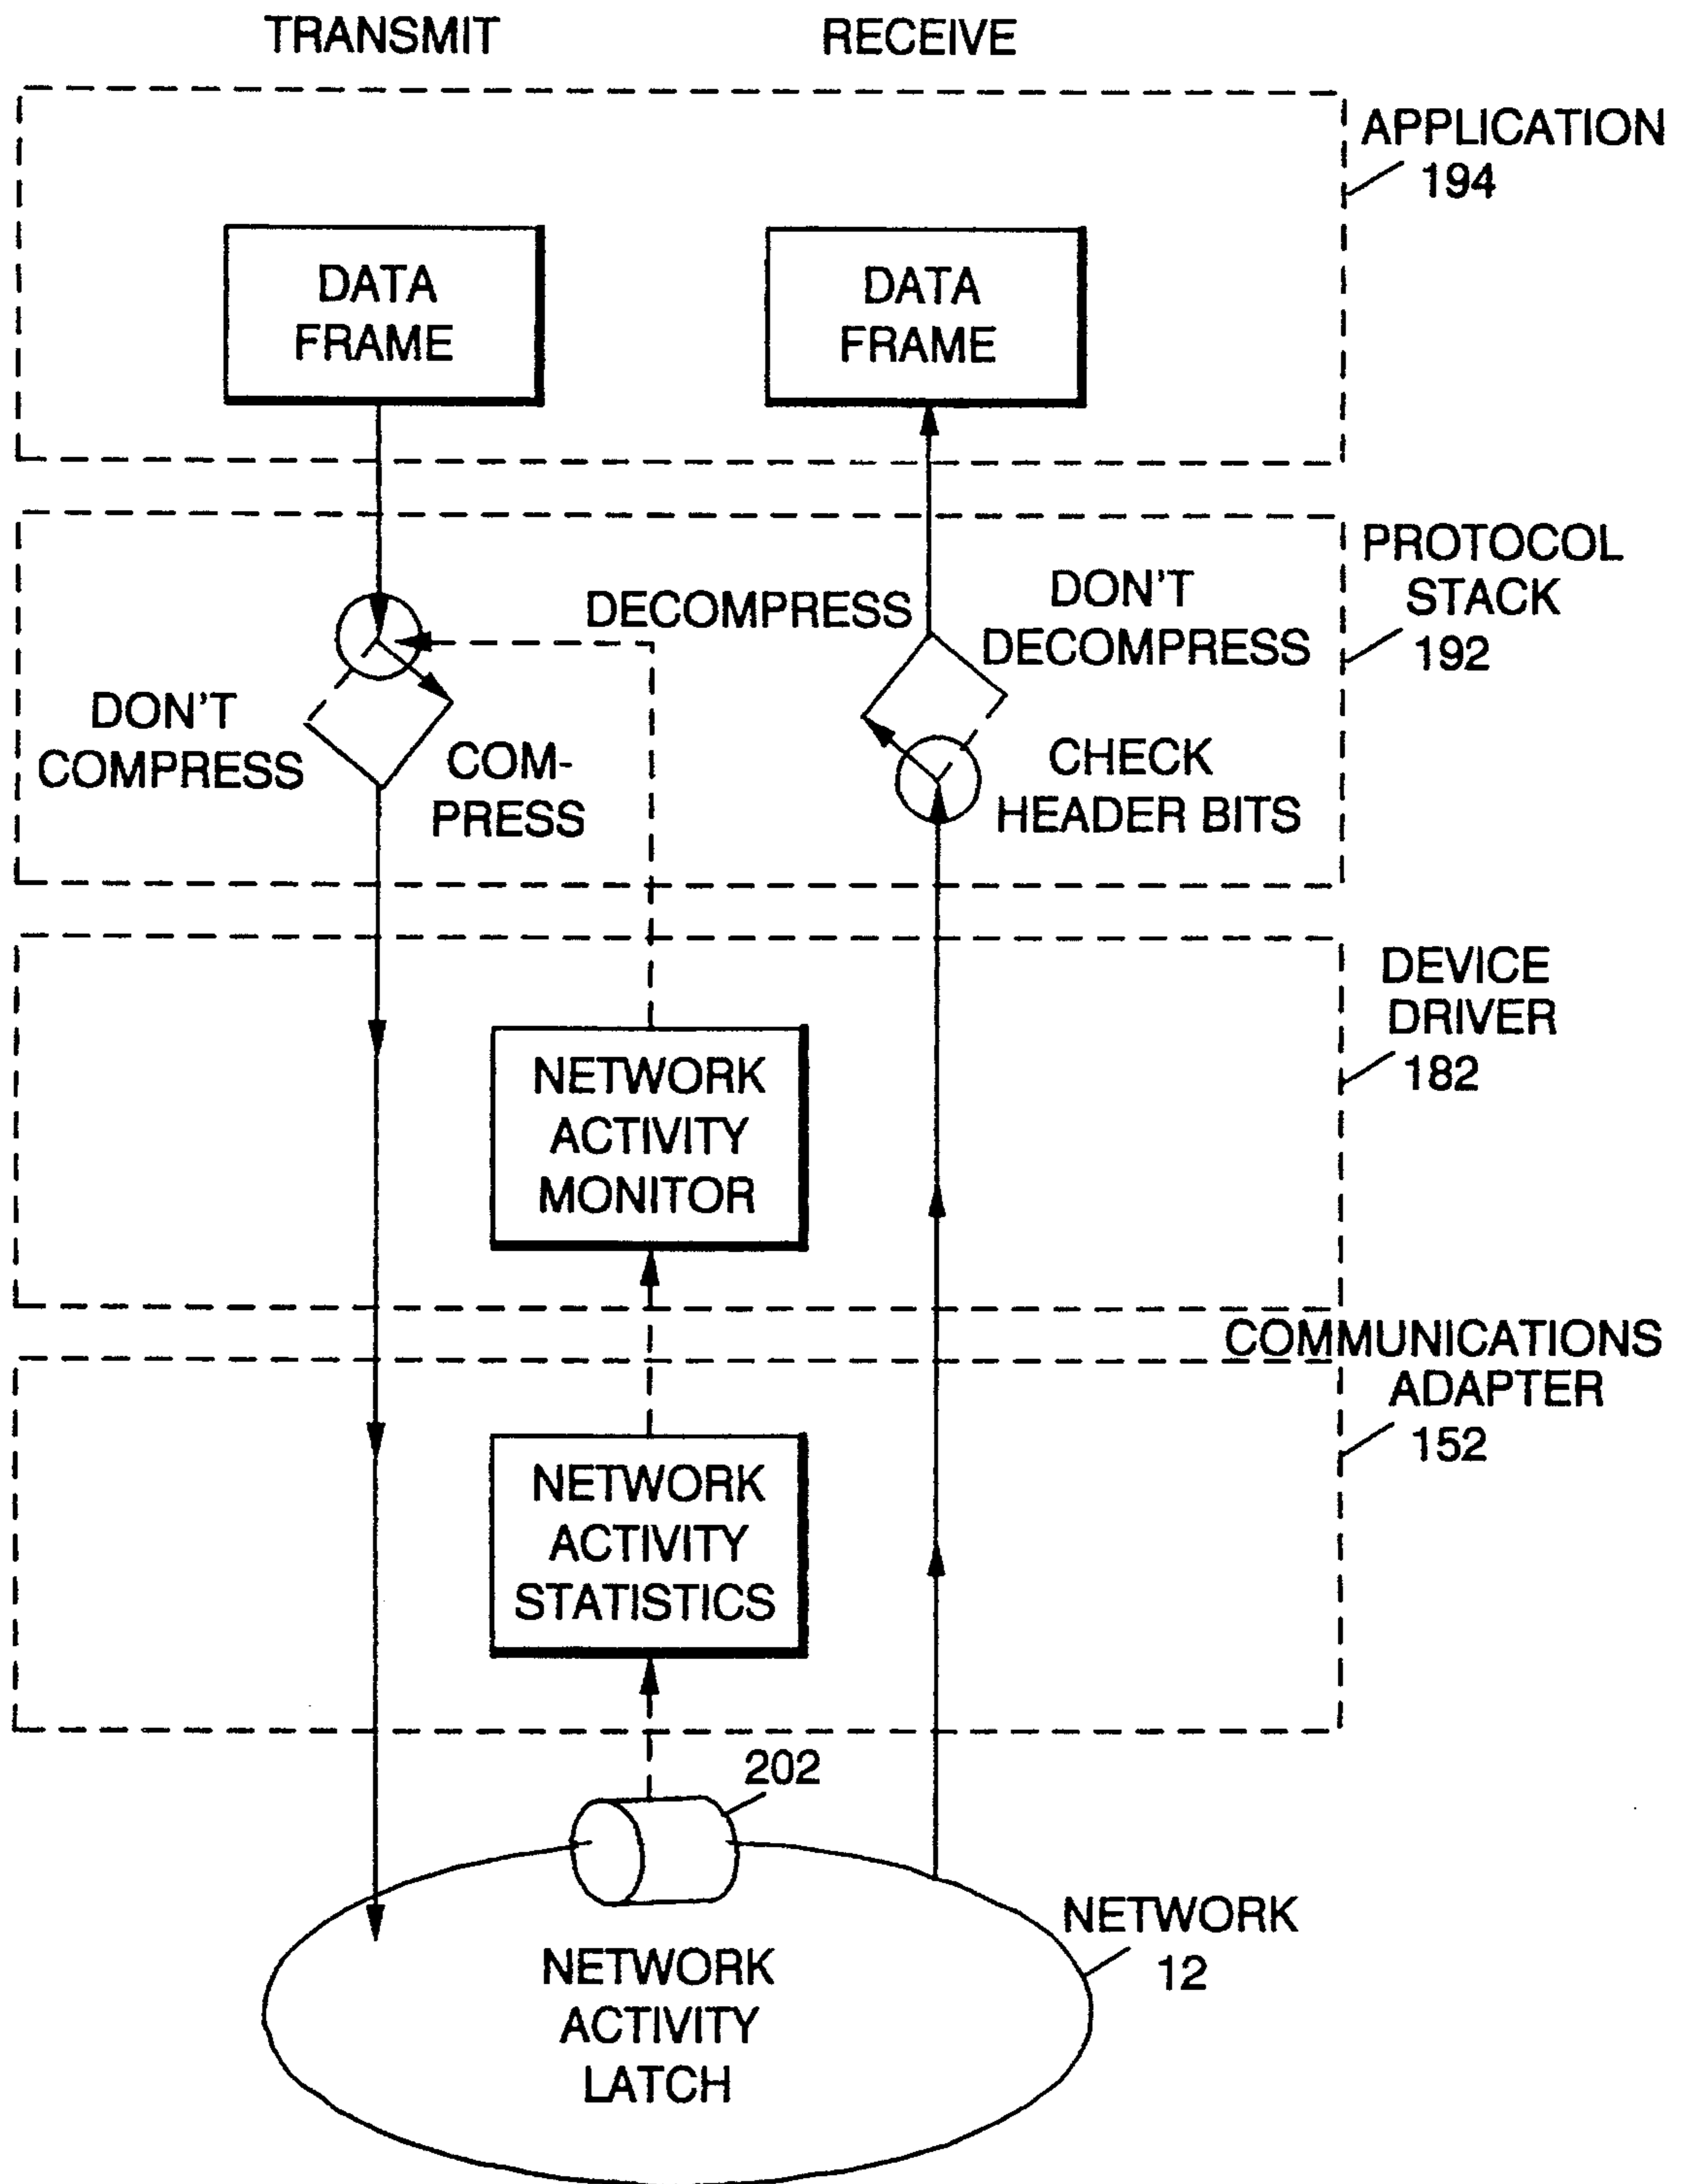 TRANSMIT
RECEIVE
APPLICATION
194
DATA
FRAME
DATA
FRAME
PROTOCOL
STACK
192
DECOMPRESS
DON'T
DECOMPRESS
DON'T
COMPRESS
COM-
PRESS
CHECK
HEADER BITS
DEVICE
DRIVER
182
NETWORK
ACTIVITY
MONITOR
COMMUNICATIONS
ADAPTER
152
NETWORK
ACTIVITY
STATISTICS
202
NETWORK
12
NETWORK
ACTIVITY
LATCH